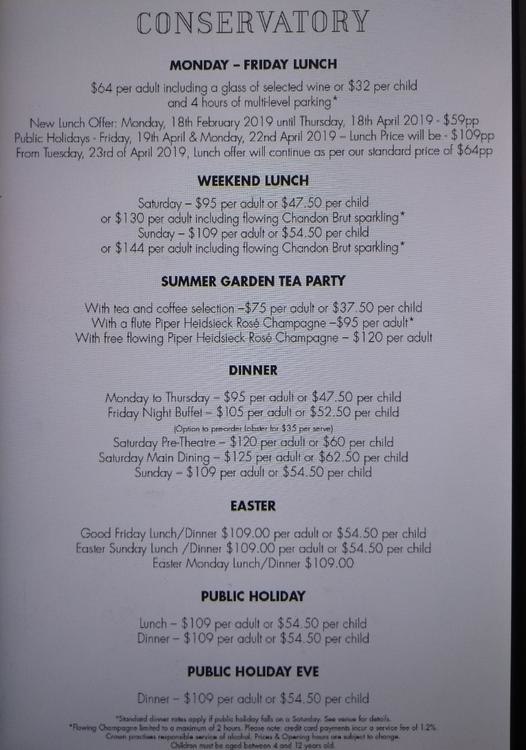 CONSERVATORY
MONDAY – FRIDAY LUNCH
$64 per adult including a glass of selected wine or $32 per child
and 4 hours of multi-level parking*
New Lunch Offer: Monday, 18th February 2019 until Thursday, 18th April 2019 - $59pp
Public Holidays - Friday, 19th April & Monday, 22nd April 2019 – Lunch Price will be - $109pp
From Tuesday, 23rd of April 2019, Lunch offer will continue as per our standard price of $64pp
WEEKEND LUNCH
Saturday – $95 per adult or $47.50 per child
or $130 per adult including flowing Chandon Brut sparkling*
Sunday – $109 per adult or $54.50 per child
or $144 per adult including flowing Chandon Brut sparkling*
SUMMER GARDEN TEA PARTY
With tea and coffee selection –$75 per adult or $37.50 per child
With a flute Piper Heidsieck Rosé Champagne –$95 per adult*
With free flowing Piper Heidsieck Rosé Champagne – $120 per adult
DINNER
Monday to Thursday – $95 per adult or $47.50 per child
Friday Night Buffet – $105 per adult or $52.50 per child
(Option to pre-order lobster for $35 per serve)
Saturday Pre-Theatre – $120 per adult or $60 per child
Saturday Main Dining – $125 per adult or $62.50 per child
Sunday – $109 per adult or $54.50 per child
EASTER
Good Friday Lunch/Dinner $109.00 per adult or $54.50 per child
Easter Sunday Lunch /Dinner $109.00 per adult or $54.50 per child
Easter Monday Lunch/Dinner $109.00
PUBLIC HOLIDAY
Lunch – $109 per adult or $54.50 per child
Dinner – $109 per adult or $54.50 per child
PUBLIC HOLIDAY EVE
Dinner – $109 per adult or $54.50 per child
*Standard dinner rates apply if public holiday falls on a Saturday. See venue for details.
*Flowing Champagne limited to a maximum of 2 hours. Please note: credit card payments incur a service fee of 1.2%.
Crown practises responsible service of alcohol. Prices & Opening hours are subject to change.
Children must be aged between 4 and 12 years old.